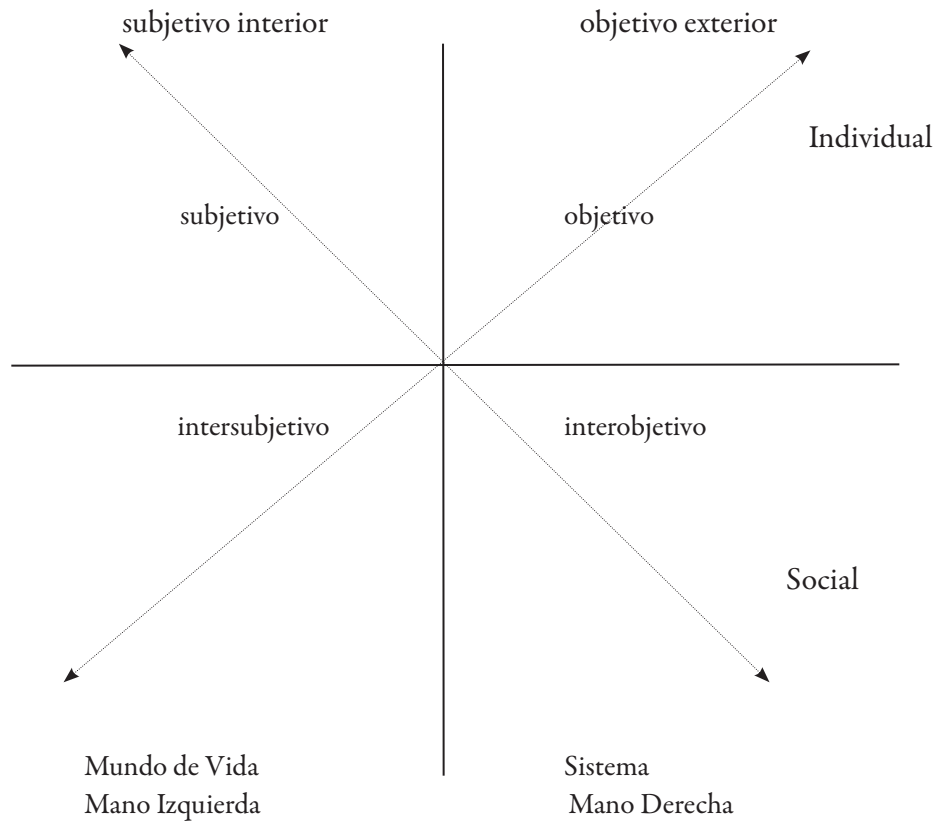 subjetivo interior
objetivo exterior
Individual
subjetivo
objetivo
intersubjetivo
interobjetivo
Social
Mundo de Vida
Mano Izquierda
Sistema
Mano Derecha